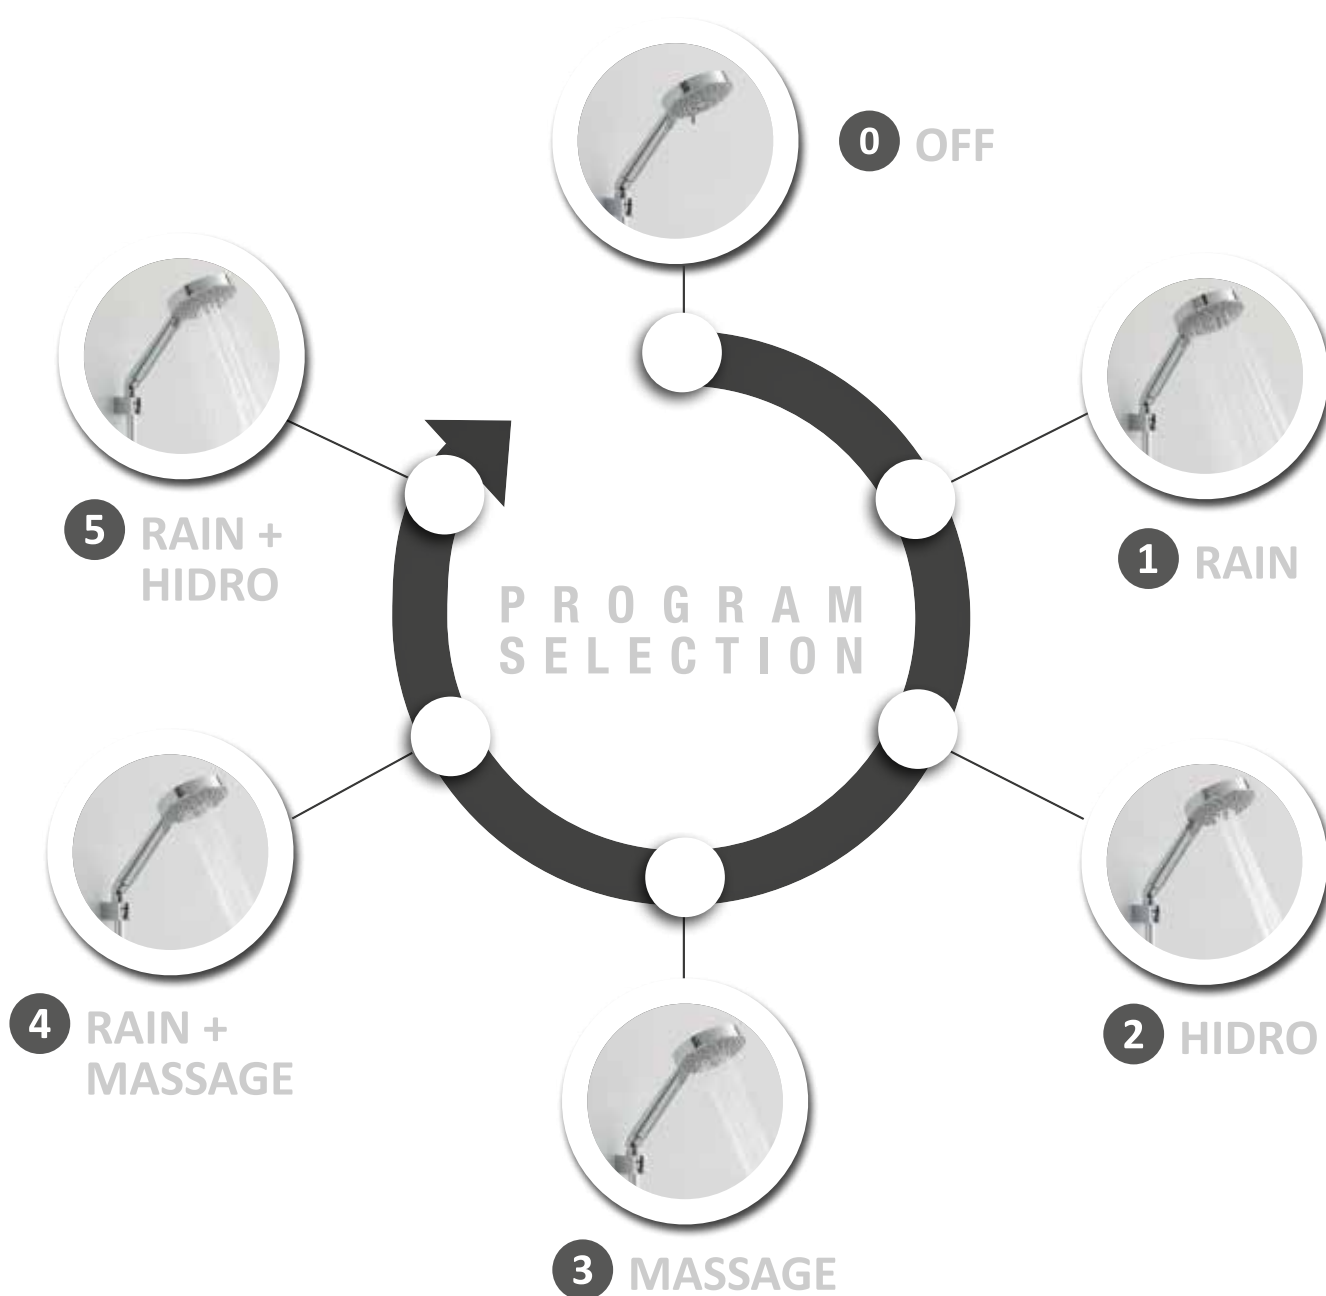 0 OFF
1 RAIN
2 HIDRO
3 MASSAGE
4 RAIN +
MASSAGE
5 RAIN +
HIDRO
PROGRAM
SELECTION